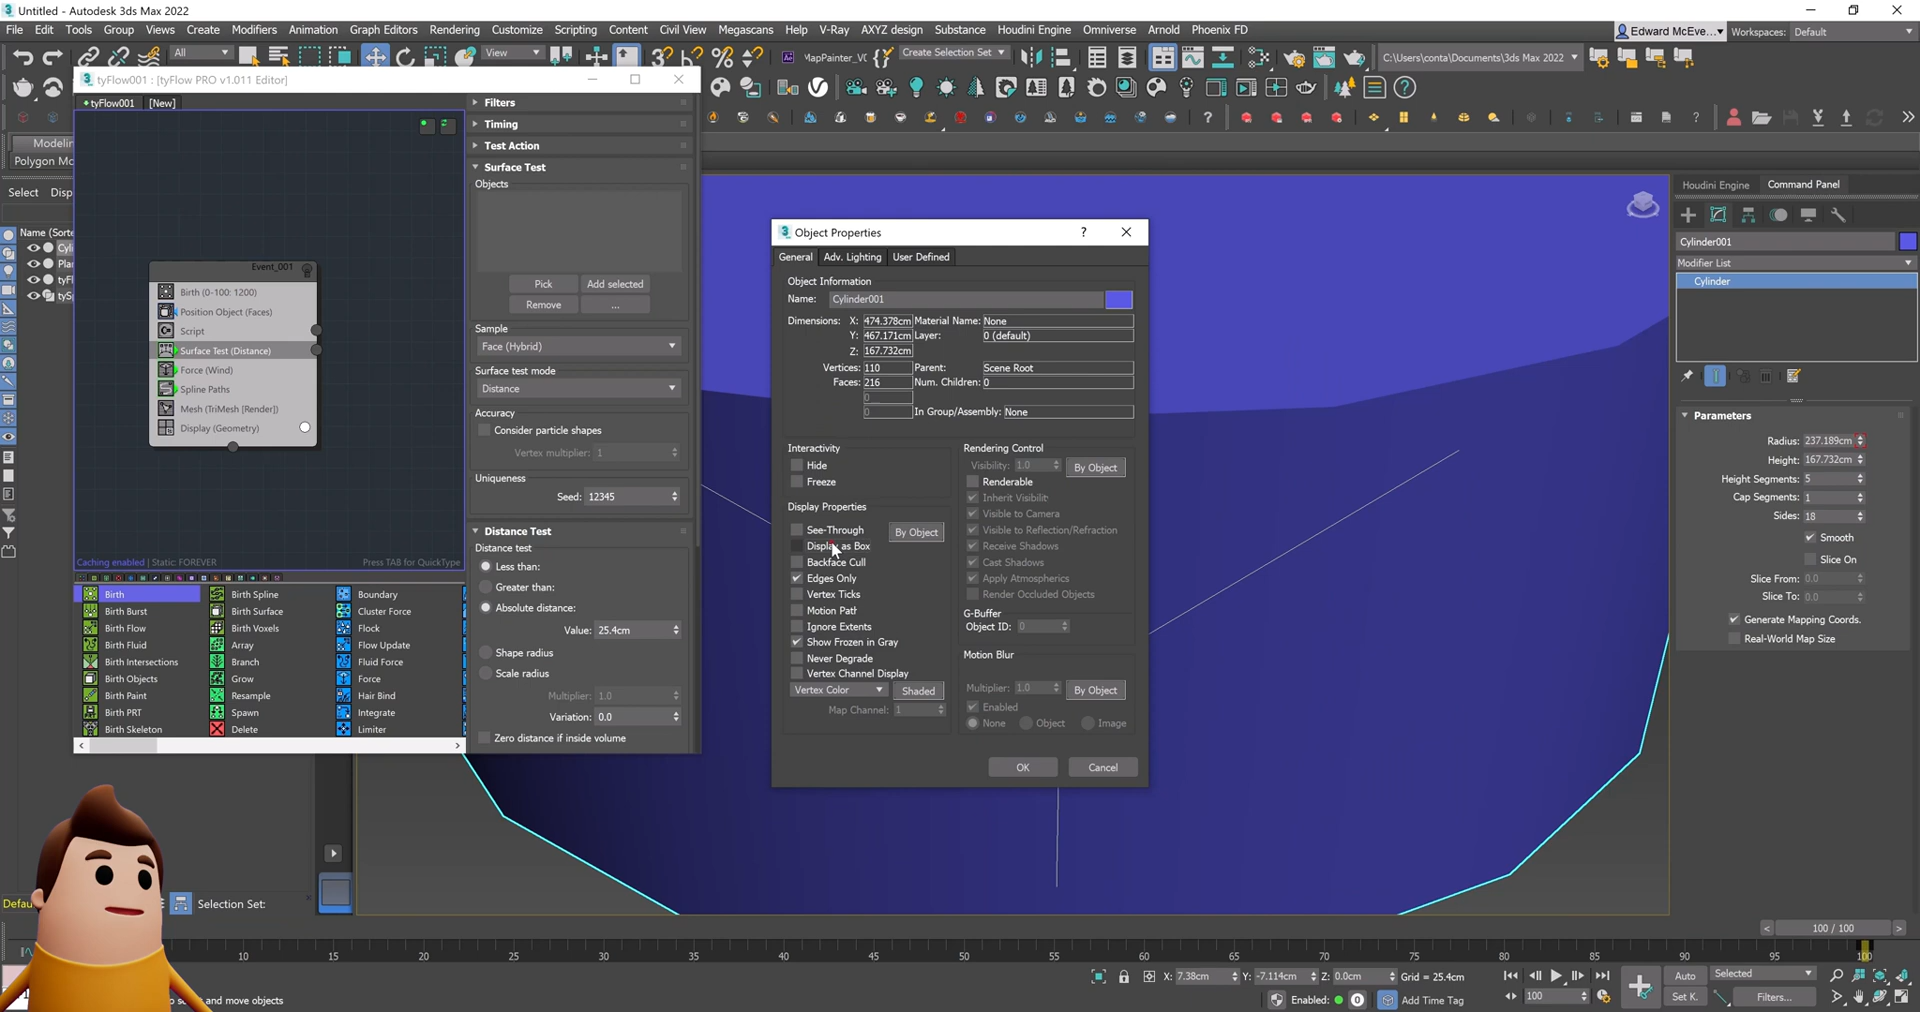 Untitled - Autodesk 3ds Max 2022
File Edit Tools Group Views Create Modifiers Animation Graph Editors Rendering Customize Scripting Content Civil View Megascans Help V-Ray AXYZ design Substance Houdini Engine Omniverse Arnold Phoenix FD
Edward McEve... Workspaces: Default
All View MapPainter_V( Create Selection Set C:\Users\conta\Documents\3ds Max 2022
tyFlow001 : [tyFlow PRO v1.011 Editor]
tyFlow001 [New]
Modelin
Polygon Mo
Select Disp
Name (Sorte
Cyli
Plan
tyFl
tySp
Event_001
Birth (0-100: 1200)
Position Object (Faces)
Script
Surface Test (Distance)
Force (Wind)
Spline Paths
Mesh (TriMesh [Render])
Display (Geometry)
Caching enabled | Static: FOREVER
Press TAB for QuickType
Birth Birth Spline Boundary
Birth Burst Birth Surface Cluster Force
Birth Flow Birth Voxels Flock
Birth Fluid Array Flow Update
Birth Intersections Branch Fluid Force
Birth Objects Grow Force
Birth Paint Resample Hair Bind
Birth PRT Spawn Integrate
Birth Skeleton Delete Limiter
Filters
Timing
Test Action
Surface Test
Objects
Pick Add selected
Remove ...
Sample
Face (Hybrid)
Surface test mode
Distance
Accuracy
Consider particle shapes
Vertex multiplier: 1
Uniqueness
Seed: 12345
Distance Test
Distance test
Less than:
Greater than:
Absolute distance:
Value: 25.4cm
Shape radius
Scale radius
Multiplier: 1.0
Variation: 0.0
Zero distance if inside volume
Object Properties ?
General Adv. Lighting User Defined
Object Information
Name: Cylinder001
Dimensions: X: 474.378cm Material Name: None
Y: 467.171cm Layer: 0 (default)
Z: 167.732cm
Vertices: 110 Parent: Scene Root
Faces: 216 Num. Children: 0
0
0 In Group/Assembly: None
Interactivity
Hide
Freeze
Display Properties
See-Through By Object
Display as Box
Backface Cull
Edges Only
Vertex Ticks
Motion Path
Ignore Extents
Show Frozen in Gray
Never Degrade
Vertex Channel Display
Vertex Color Shaded
Map Channel: 1
Rendering Control
Visibility: 1.0 By Object
Renderable
Inherit Visibility
Visible to Camera
Visible to Reflection/Refraction
Receive Shadows
Cast Shadows
Apply Atmospherics
Render Occluded Objects
G-Buffer
Object ID: 0
Motion Blur
Multiplier: 1.0 By Object
Enabled
None Object Image
OK Cancel
Houdini Engine Command Panel
Cylinder001
Modifier List
Cylinder
Parameters
Radius: 237.189cm
Height: 167.732cm
Height Segments: 5
Cap Segments: 1
Sides: 18
Smooth
Slice On
Slice From: 0.0
Slice To: 0.0
Generate Mapping Coords.
Real-World Map Size
Defau
Selection Set:
100 / 100
10 15 20 25 30 35 40 45 50 55 60 65 70 75 80 85 90 95 100
X: 7.38cm Y: -7.114cm Z: 0.0cm Grid = 25.4cm
Auto Selected
and move objects
Enabled: 0 Add Time Tag
100
Set K. Filters...